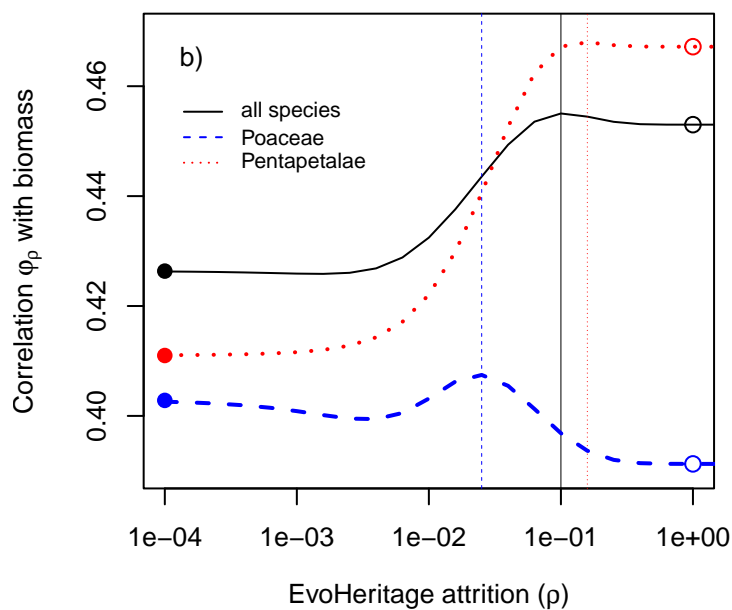 b)
all species
Poaceae
Pentapetalae
Correlation φρ with biomass
0.46
0.44
0.42
0.40
1e−04
1e−03
1e−02
1e−01
1e+00
EvoHeritage attrition (ρ)